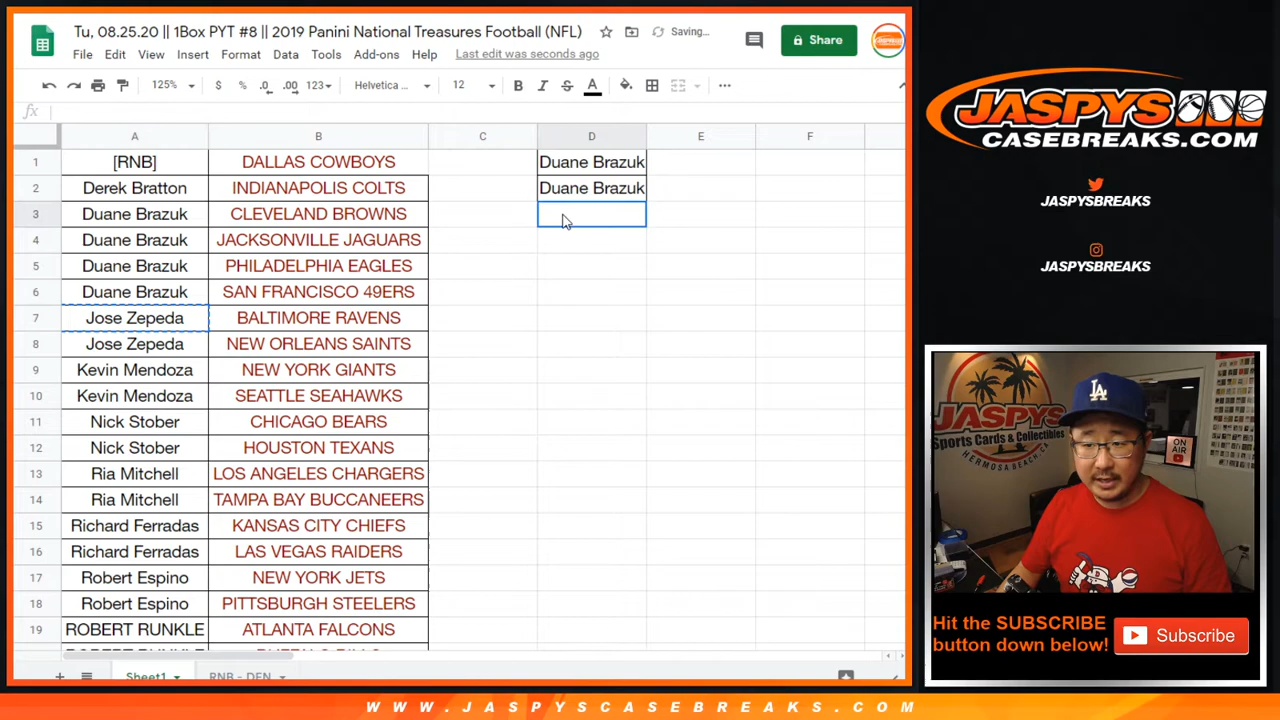 Tu, 08.25.20 || 1Box PYT #8 || 2019 Panini National Treasures Football (NFL)
Saving...
File Edit View Insert Format Data Tools Add-ons Help Last edit was seconds ago
Share
125% $ % .0 .00 123 Helvetica ... 12 B I S A ...
fx
A B C D E F
1 [RNB] DALLAS COWBOYS Duane Brazuk
2 Derek Bratton INDIANAPOLIS COLTS Duane Brazuk
3 Duane Brazuk CLEVELAND BROWNS
4 Duane Brazuk JACKSONVILLE JAGUARS
5 Duane Brazuk PHILADELPHIA EAGLES
6 Duane Brazuk SAN FRANCISCO 49ERS
7 Jose Zepeda BALTIMORE RAVENS
8 Jose Zepeda NEW ORLEANS SAINTS
9 Kevin Mendoza NEW YORK GIANTS
10 Kevin Mendoza SEATTLE SEAHAWKS
11 Nick Stober CHICAGO BEARS
12 Nick Stober HOUSTON TEXANS
13 Ria Mitchell LOS ANGELES CHARGERS
14 Ria Mitchell TAMPA BAY BUCCANEERS
15 Richard Ferradas KANSAS CITY CHIEFS
16 Richard Ferradas LAS VEGAS RAIDERS
17 Robert Espino NEW YORK JETS
18 Robert Espino PITTSBURGH STEELERS
19 ROBERT RUNKLE ATLANTA FALCONS
ROBERT RUNKLE BUFFALO BILLS
Sheet1 RNB - DEN
JASPYS
CASEBREAKS.COM
JASPYSBREAKS
JASPYSBREAKS
JASPYS
Sports Cards & Collectibles
HERMOSA BEACH, CA
LA
ON
AIR
Hit the SUBSCRIBE
button down below!
Subscribe
WWW.JASPYSCASEBREAKS.COM